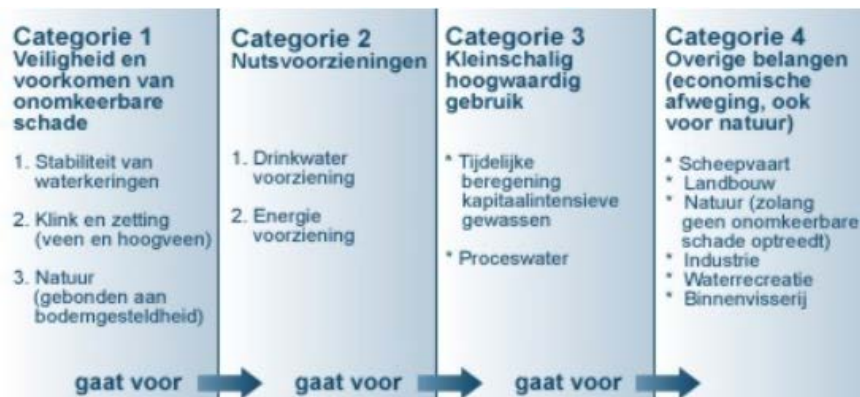 Categorie 1
Veiligheid en
voorkomen van
onomkeerbare
schade
1. Stabiliteit van
waterkeringen
2. Klink en zetting
(veen en hoogveen)
3. Natuur
(gebonden aan
bodemgesteldheid)
gaat voor
Categorie 2
Nutsvoorzieningen
1. Drinkwater
voorziening
2. Energie
voorziening
gaat voor
Categorie 3
Kleinschalig
hoogwaardig
gebruik
* Tijdelijke
beregening
kapitaalintensieve
gewassen
* Proceswater
gaat voor
Categorie 4
Overige belangen
(economische
afweging, ook
voor natuur)
* Scheepvaart
* Landbouw
* Natuur (zolang
geen onomkeerbare
schade optreedt)
* Industrie
* Waterrecreatie
* Binnenvisserij